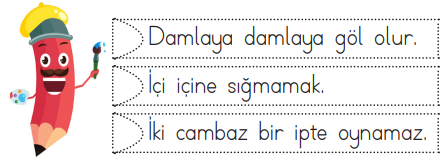 Damlaya damlaya göl olur.
İçi içine sığmamak.
İki cambaz bir ipte oynamaz.